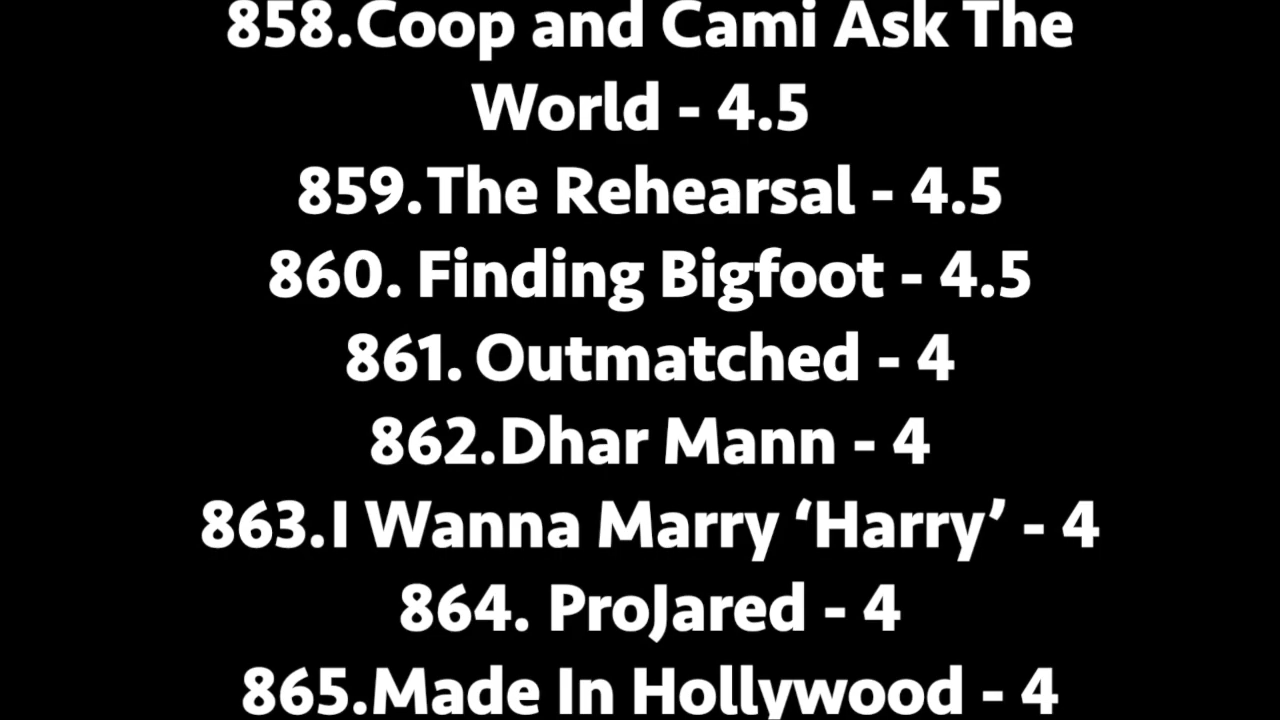 858.Coop and Cami Ask The
World - 4.5
859.The Rehearsal - 4.5
860. Finding Bigfoot - 4.5
861. Outmatched - 4
862.Dhar Mann - 4
863.I Wanna Marry ‘Harry’ - 4
864. ProJared - 4
865.Made In Hollywood - 4